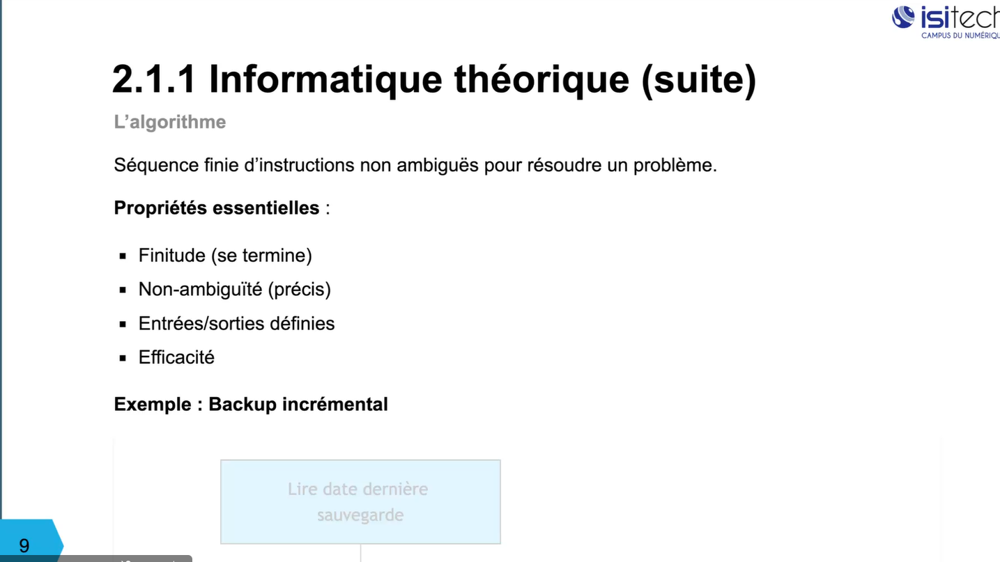 isitech
CAMPUS DU NUMÉRIQU
2.1.1 Informatique théorique (suite)
L’algorithme
Séquence finie d’instructions non ambiguës pour résoudre un problème.
Propriétés essentielles :
Finitude (se termine)
Non-ambiguïté (précis)
Entrées/sorties définies
Efficacité
Exemple : Backup incrémental
Lire date dernière
sauvegarde
9